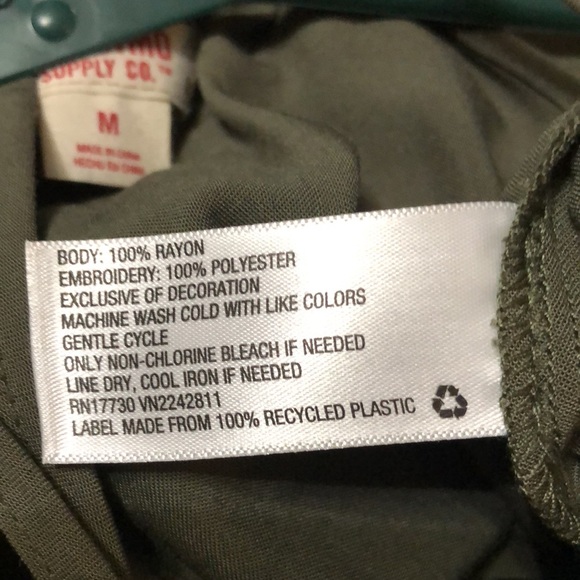 SUPPLY CO.™
M
MADE IN CHINA
HECHO EN CHINA
BODY: 100% RAYON
EMBROIDERY: 100% POLYESTER
EXCLUSIVE OF DECORATION
MACHINE WASH COLD WITH LIKE COLORS
GENTLE CYCLE
ONLY NON-CHLORINE BLEACH IF NEEDED
LINE DRY, COOL IRON IF NEEDED
RN17730 VN2242811
LABEL MADE FROM 100% RECYCLED PLASTIC